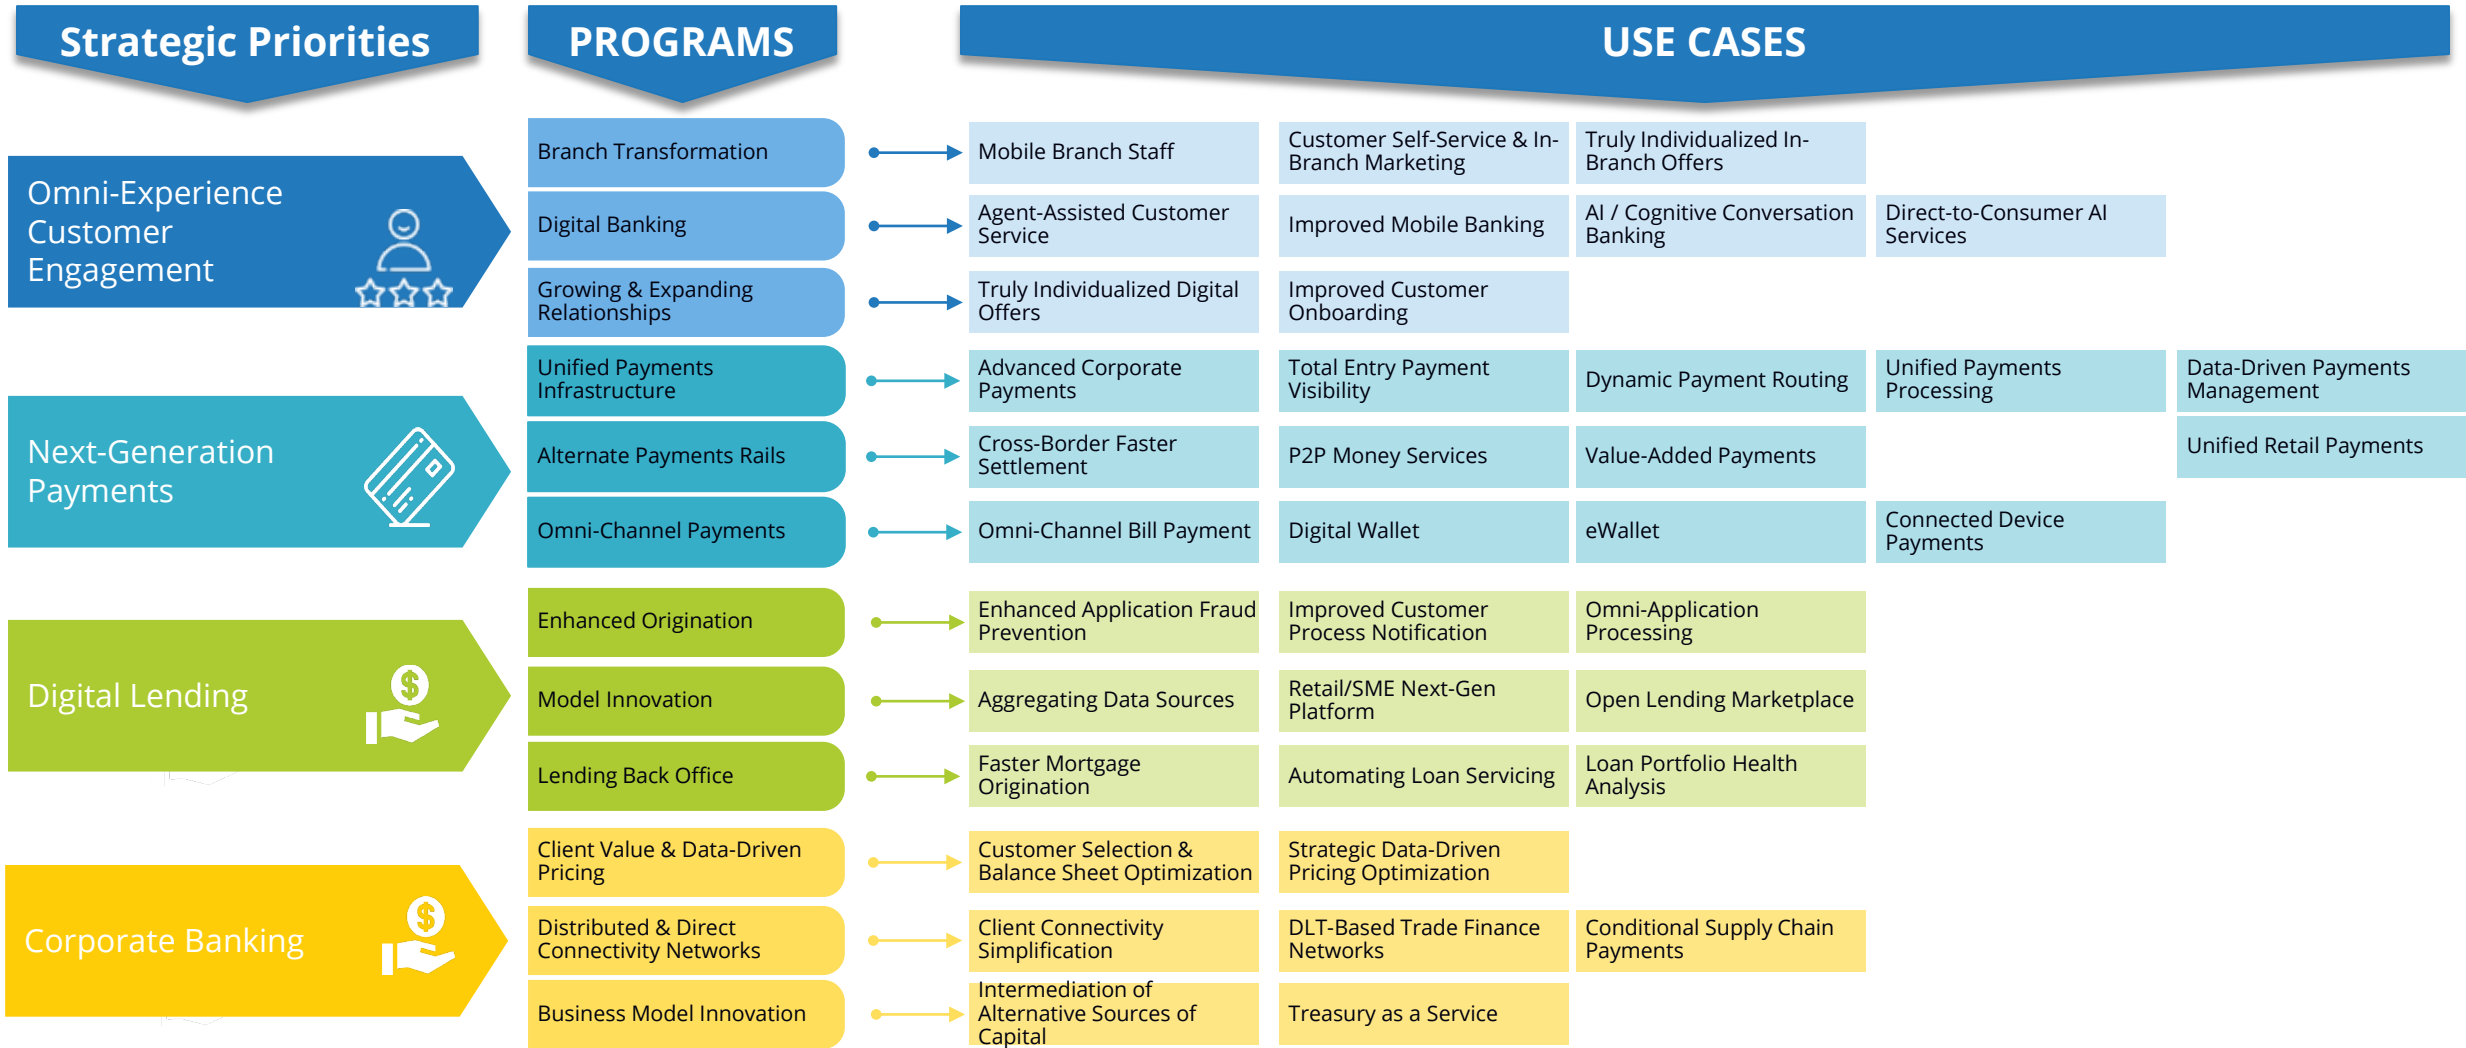 Strategic Priorities
PROGRAMS
USE CASES
Omni-Experience
Customer
Engagement
Branch Transformation
Mobile Branch Staff
Customer Self-Service & In-
Branch Marketing
Truly Individualized In-
Branch Offers
Digital Banking
Agent-Assisted Customer
Service
Improved Mobile Banking
AI / Cognitive Conversation
Banking
Direct-to-Consumer AI
Services
Growing & Expanding
Relationships
Truly Individualized Digital
Offers
Improved Customer
Onboarding
Next-Generation
Payments
Unified Payments
Infrastructure
Advanced Corporate
Payments
Total Entry Payment
Visibility
Dynamic Payment Routing
Unified Payments
Processing
Data-Driven Payments
Management
Unified Retail Payments
Alternate Payments Rails
Cross-Border Faster
Settlement
P2P Money Services
Value-Added Payments
Omni-Channel Payments
Omni-Channel Bill Payment
Digital Wallet
eWallet
Connected Device
Payments
Digital Lending
Enhanced Origination
Enhanced Application Fraud
Prevention
Improved Customer
Process Notification
Omni-Application
Processing
Model Innovation
Aggregating Data Sources
Retail/SME Next-Gen
Platform
Open Lending Marketplace
Lending Back Office
Faster Mortgage
Origination
Automating Loan Servicing
Loan Portfolio Health
Analysis
Corporate Banking
Client Value & Data-Driven
Pricing
Customer Selection &
Balance Sheet Optimization
Strategic Data-Driven
Pricing Optimization
Distributed & Direct
Connectivity Networks
Client Connectivity
Simplification
DLT-Based Trade Finance
Networks
Conditional Supply Chain
Payments
Business Model Innovation
Intermediation of
Alternative Sources of
Capital
Treasury as a Service